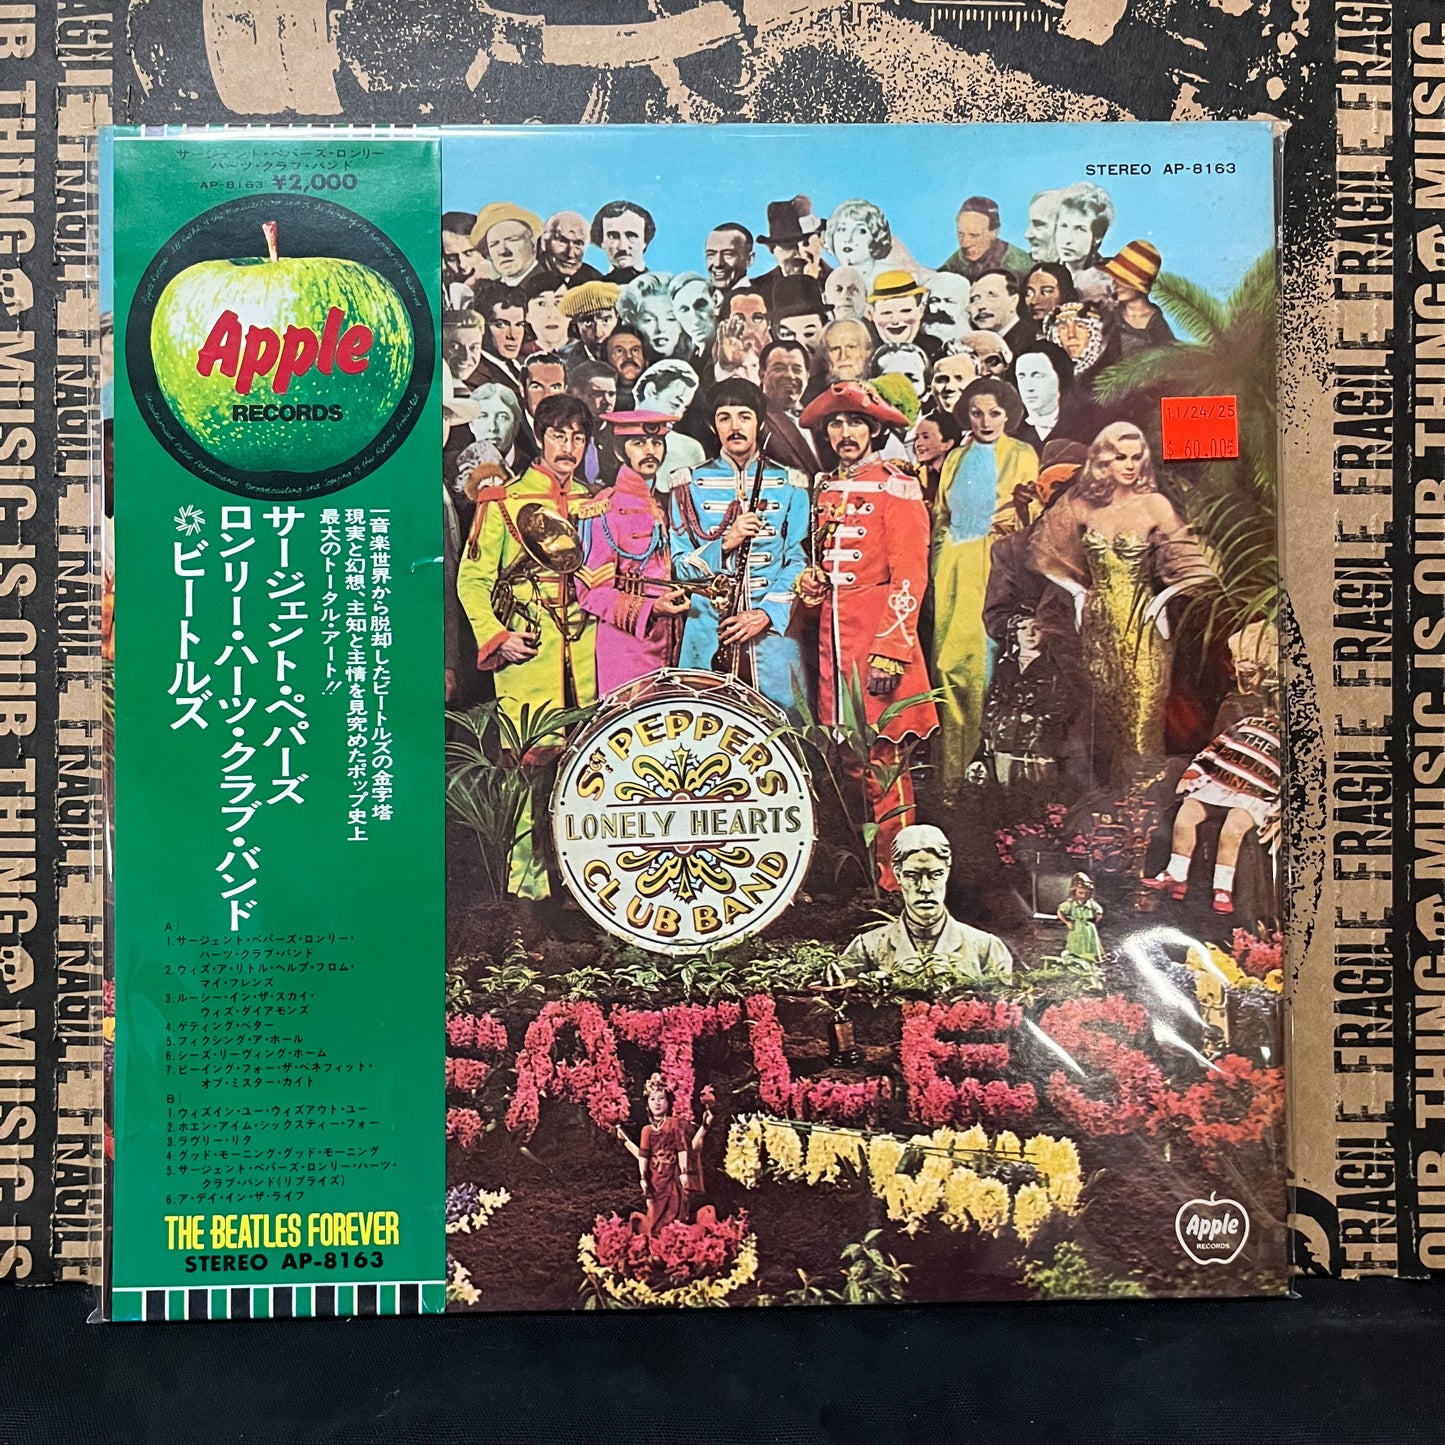 サージェント・ペパーズ・ロンリー
ハーツ・クラブ・バンド
AP-8163 ¥2,000
Apple
RECORDS
一音楽世界から脱却したビートルズの金字塔
現実と幻想、主知と主情を見究めたポップ史上
最大のトータル・アート!!
サージェント・ペパーズ
ロンリー・ハーツ・クラブ・バンド
ビートルズ
A)
1.サージェント・ペパーズ・ロンリー・
ハーツ・クラブ・バンド
2.ウィズ・ア・リトル・ヘルプ・フロム・
マイ・フレンズ
3.ルーシー・イン・ザ・スカイ・
ウィズ・ダイアモンズ
4.ゲティング・ベター
5.フィクシング・ア・ホール
6.シーズ・リーヴィング・ホーム
7.ビーイング・フォー・ザ・ベネフィット・
オブ・ミスター・カイト
B)
1.ウィズイン・ユー・ウィズアウト・ユー
2.ホエン・アイム・シックスティー・フォー
3.ラヴリー・リタ
4.グッド・モーニング・グッド・モーニング
5.サージェント・ペパーズ・ロンリー・ハーツ・
クラブ・バンド(リプライズ)
6.ア・デイ・イン・ザ・ライフ
THE BEATLES FOREVER
STEREO AP-8163
STEREO AP-8163
11/24/25
$ 60.00
SGT PEPPERS
LONELY HEARTS
CLUB BAND
EATLES
Apple
RECORDS
MUSIC IS OUR THING
FRAGILE FRAGILE FRAGILE FRAGILE
OUR THING MUSIC IS OUR THING MUSIC